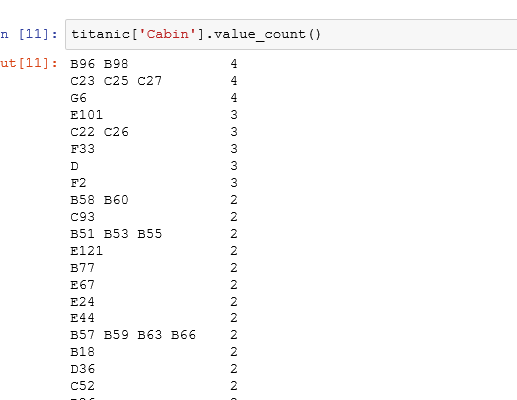 n [11]: titanic['Cabin'].value_count()
ut[11]: B96 B98 4
C23 C25 C27 4
G6 4
E101 3
C22 C26 3
F33 3
D 3
F2 3
B58 B60 2
C93 2
B51 B53 B55 2
E121 2
B77 2
E67 2
E24 2
E44 2
B57 B59 B63 B66 2
B18 2
D36 2
C52 2